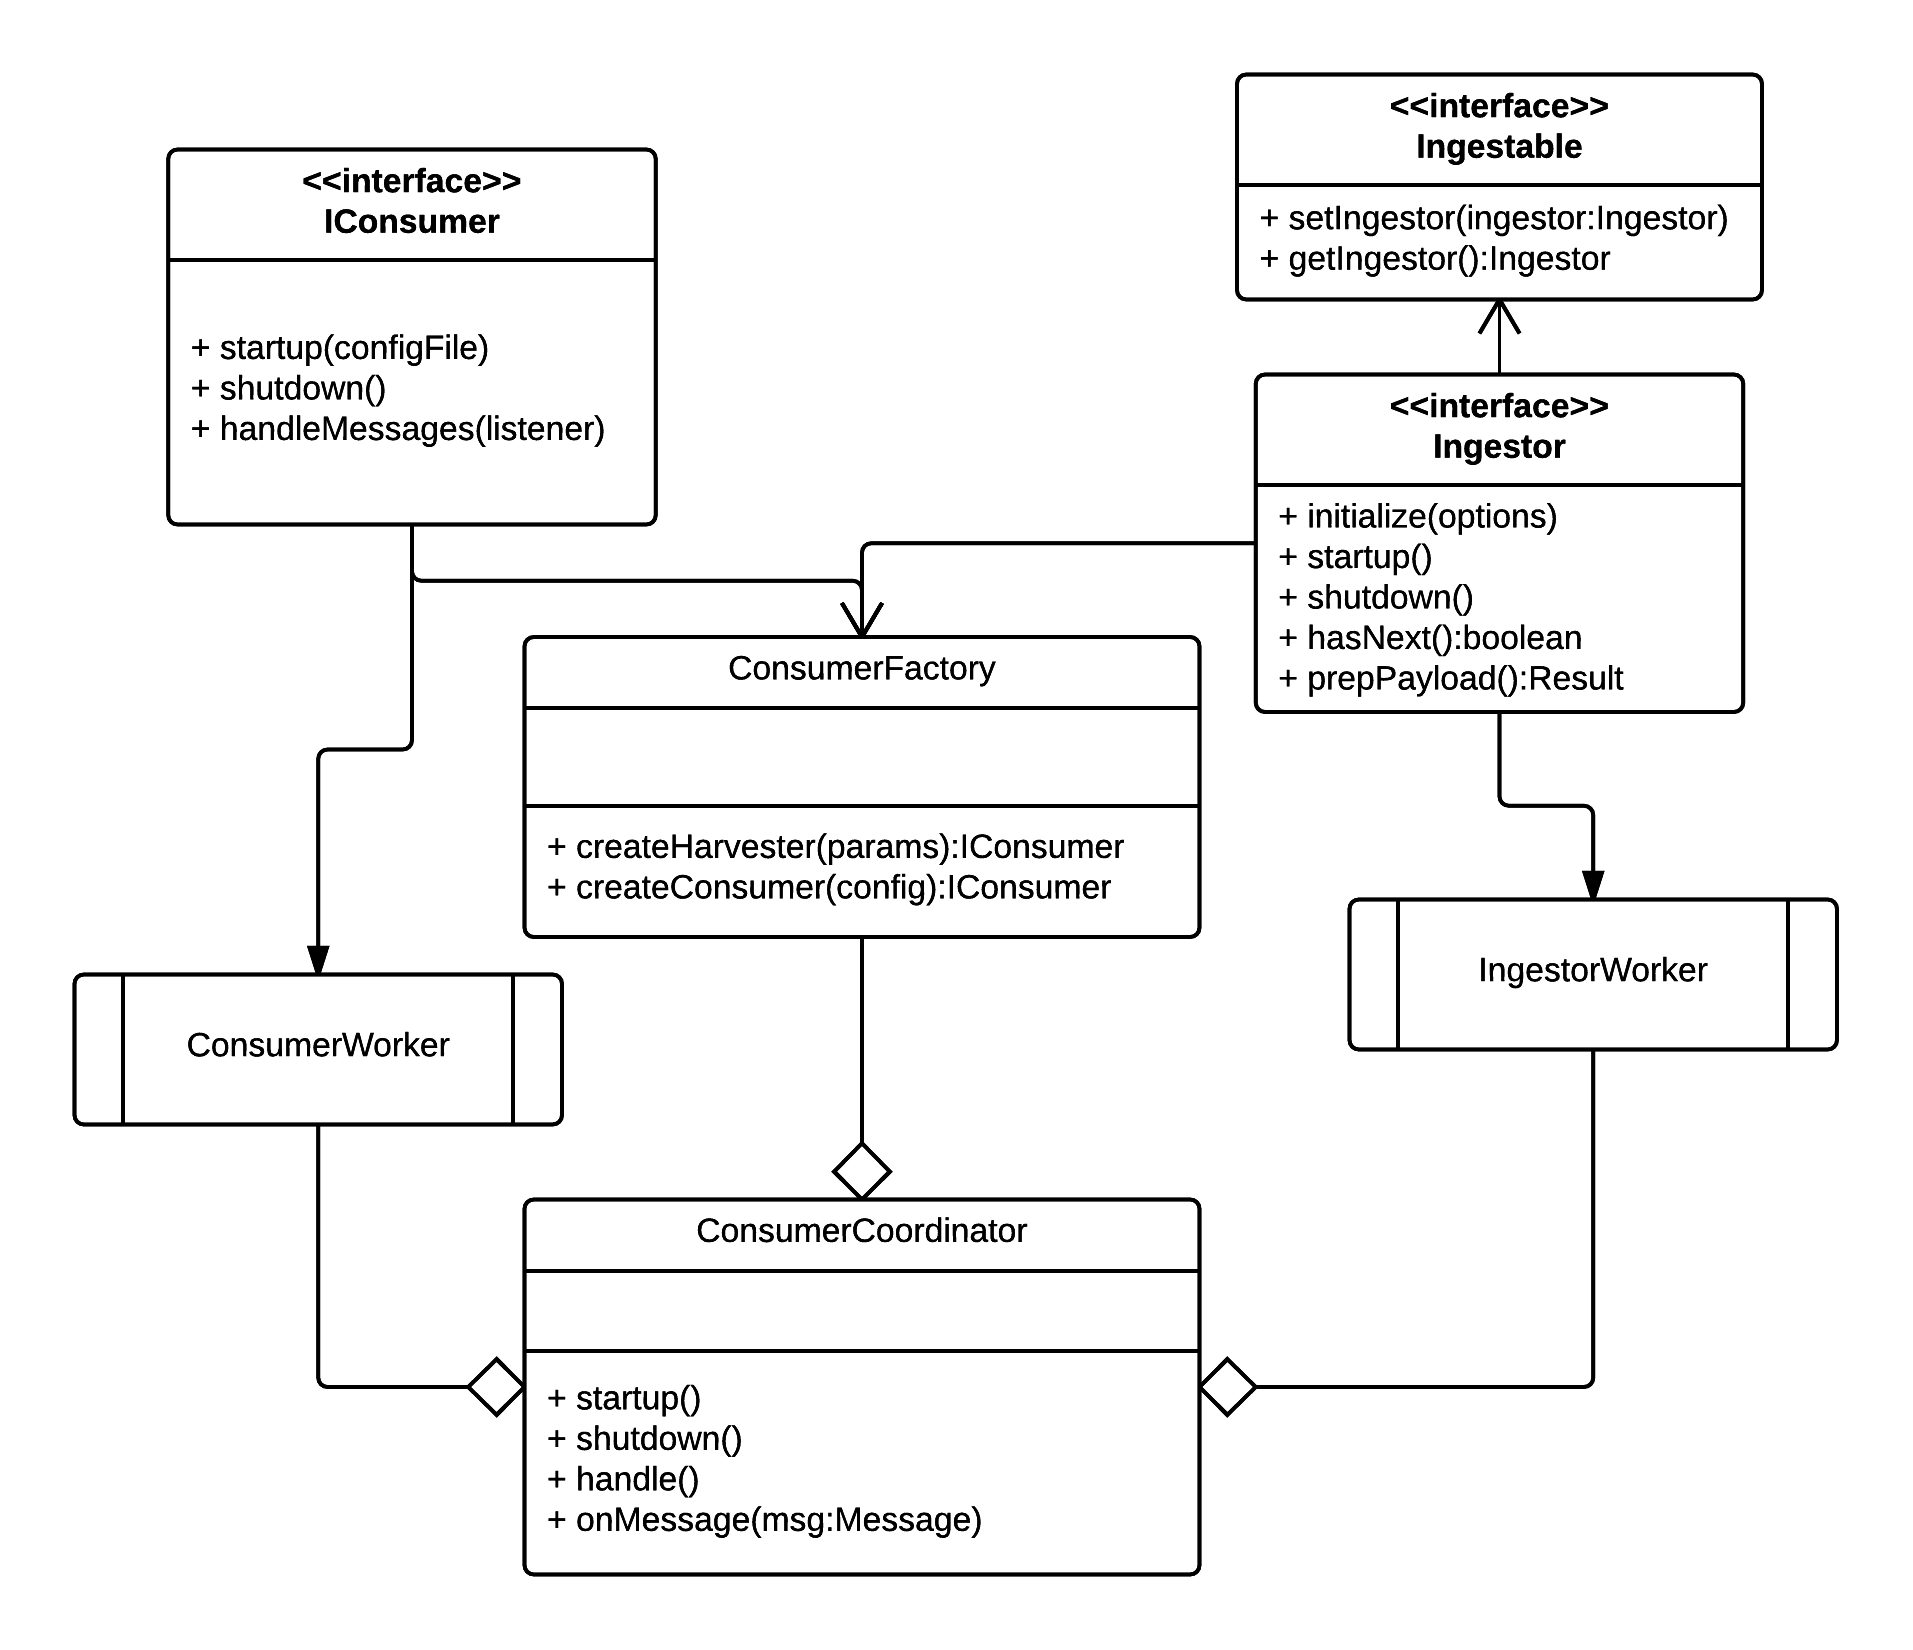 <<interface>>
Ingestable
+ setIngestor(ingestor:Ingestor)
+ getIngestor():Ingestor
<<interface>>
IConsumer
+ startup(configFile)
+ shutdown()
+ handleMessages(listener)
<<interface>>
Ingestor
+ initialize(options)
+ startup()
+ shutdown()
+ hasNext():boolean
+ prepPayload():Result
ConsumerFactory
+ createHarvester(params):IConsumer
+ createConsumer(config):IConsumer
IngestorWorker
ConsumerWorker
ConsumerCoordinator
+ startup()
+ shutdown()
+ handle()
+ onMessage(msg:Message)